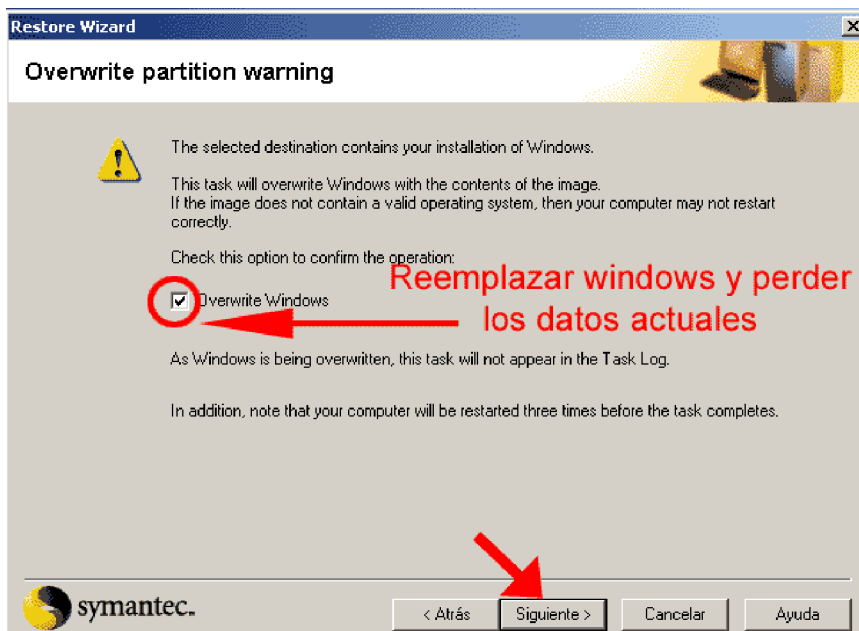 Restore Wizard
Overwrite partition warning
The selected destination contains your installation of Windows.
This task will overwrite Windows with the contents of the image.
If the image does not contain a valid operating system, then your computer may not restart
correctly.
Check this option to confirm the operation:
Reemplazar windows y perder
los datos actuales
Overwrite Windows
As Windows is being overwritten, this task will not appear in the Task Log.
In addition, note that your computer will be restarted three times before the task completes.
symantec.
< Atrás
Siguiente >
Cancelar
Ayuda